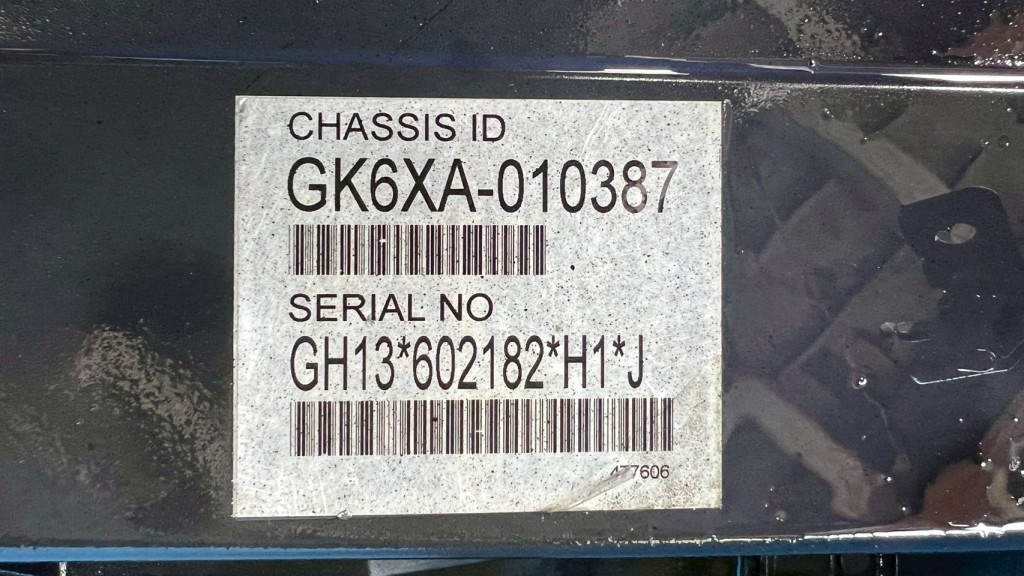 CHASSIS ID
GK6XA-010387
SERIAL NO
GH13*602182*H1*J
477606